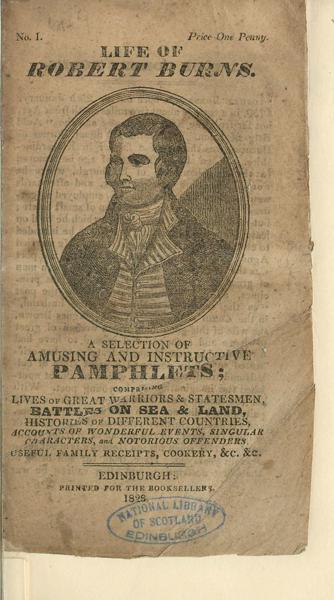 No. I. Price One Penny.
LIFE OF
ROBERT BURNS.
A SELECTION OF
AMUSING AND INSTRUCTIVE
PAMPHLETS;
COMPRISING
LIVES OF GREAT WARRIORS & STATESMEN,
BATTLES ON SEA & LAND,
HISTORIES OF DIFFERENT COUNTRIES,
ACCOUNTS OF WONDERFUL EVENTS, SINGULAR
CHARACTERS, and NOTORIOUS OFFENDERS
USEFUL FAMILY RECEIPTS, COOKERY, &c. &c.
EDINBURGH:
PRINTED FOR THE BOOKSELLERS.
1828
NATIONAL LIBRARY
OF SCOTLAND
EDINBURGH